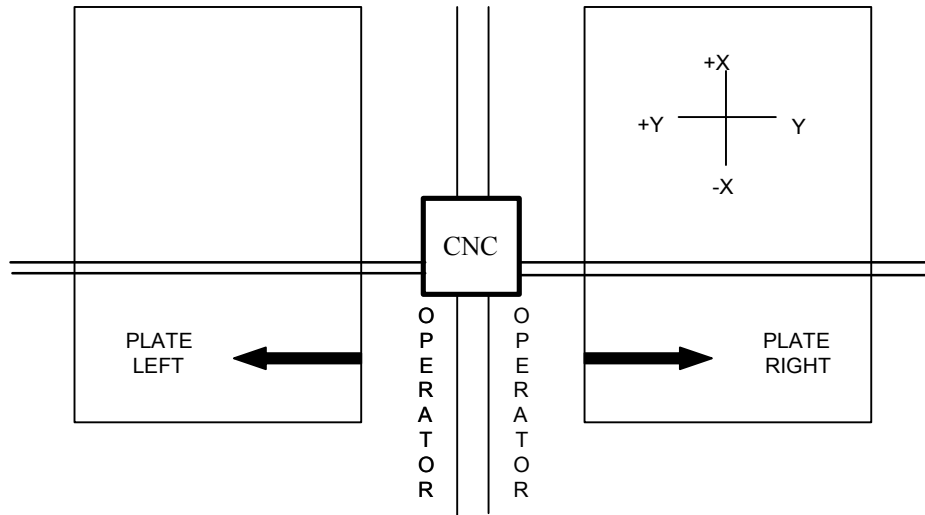 +X
+Y
Y
-X
CNC
OPERATOR
OPERATOR
PLATE
LEFT
PLATE
RIGHT